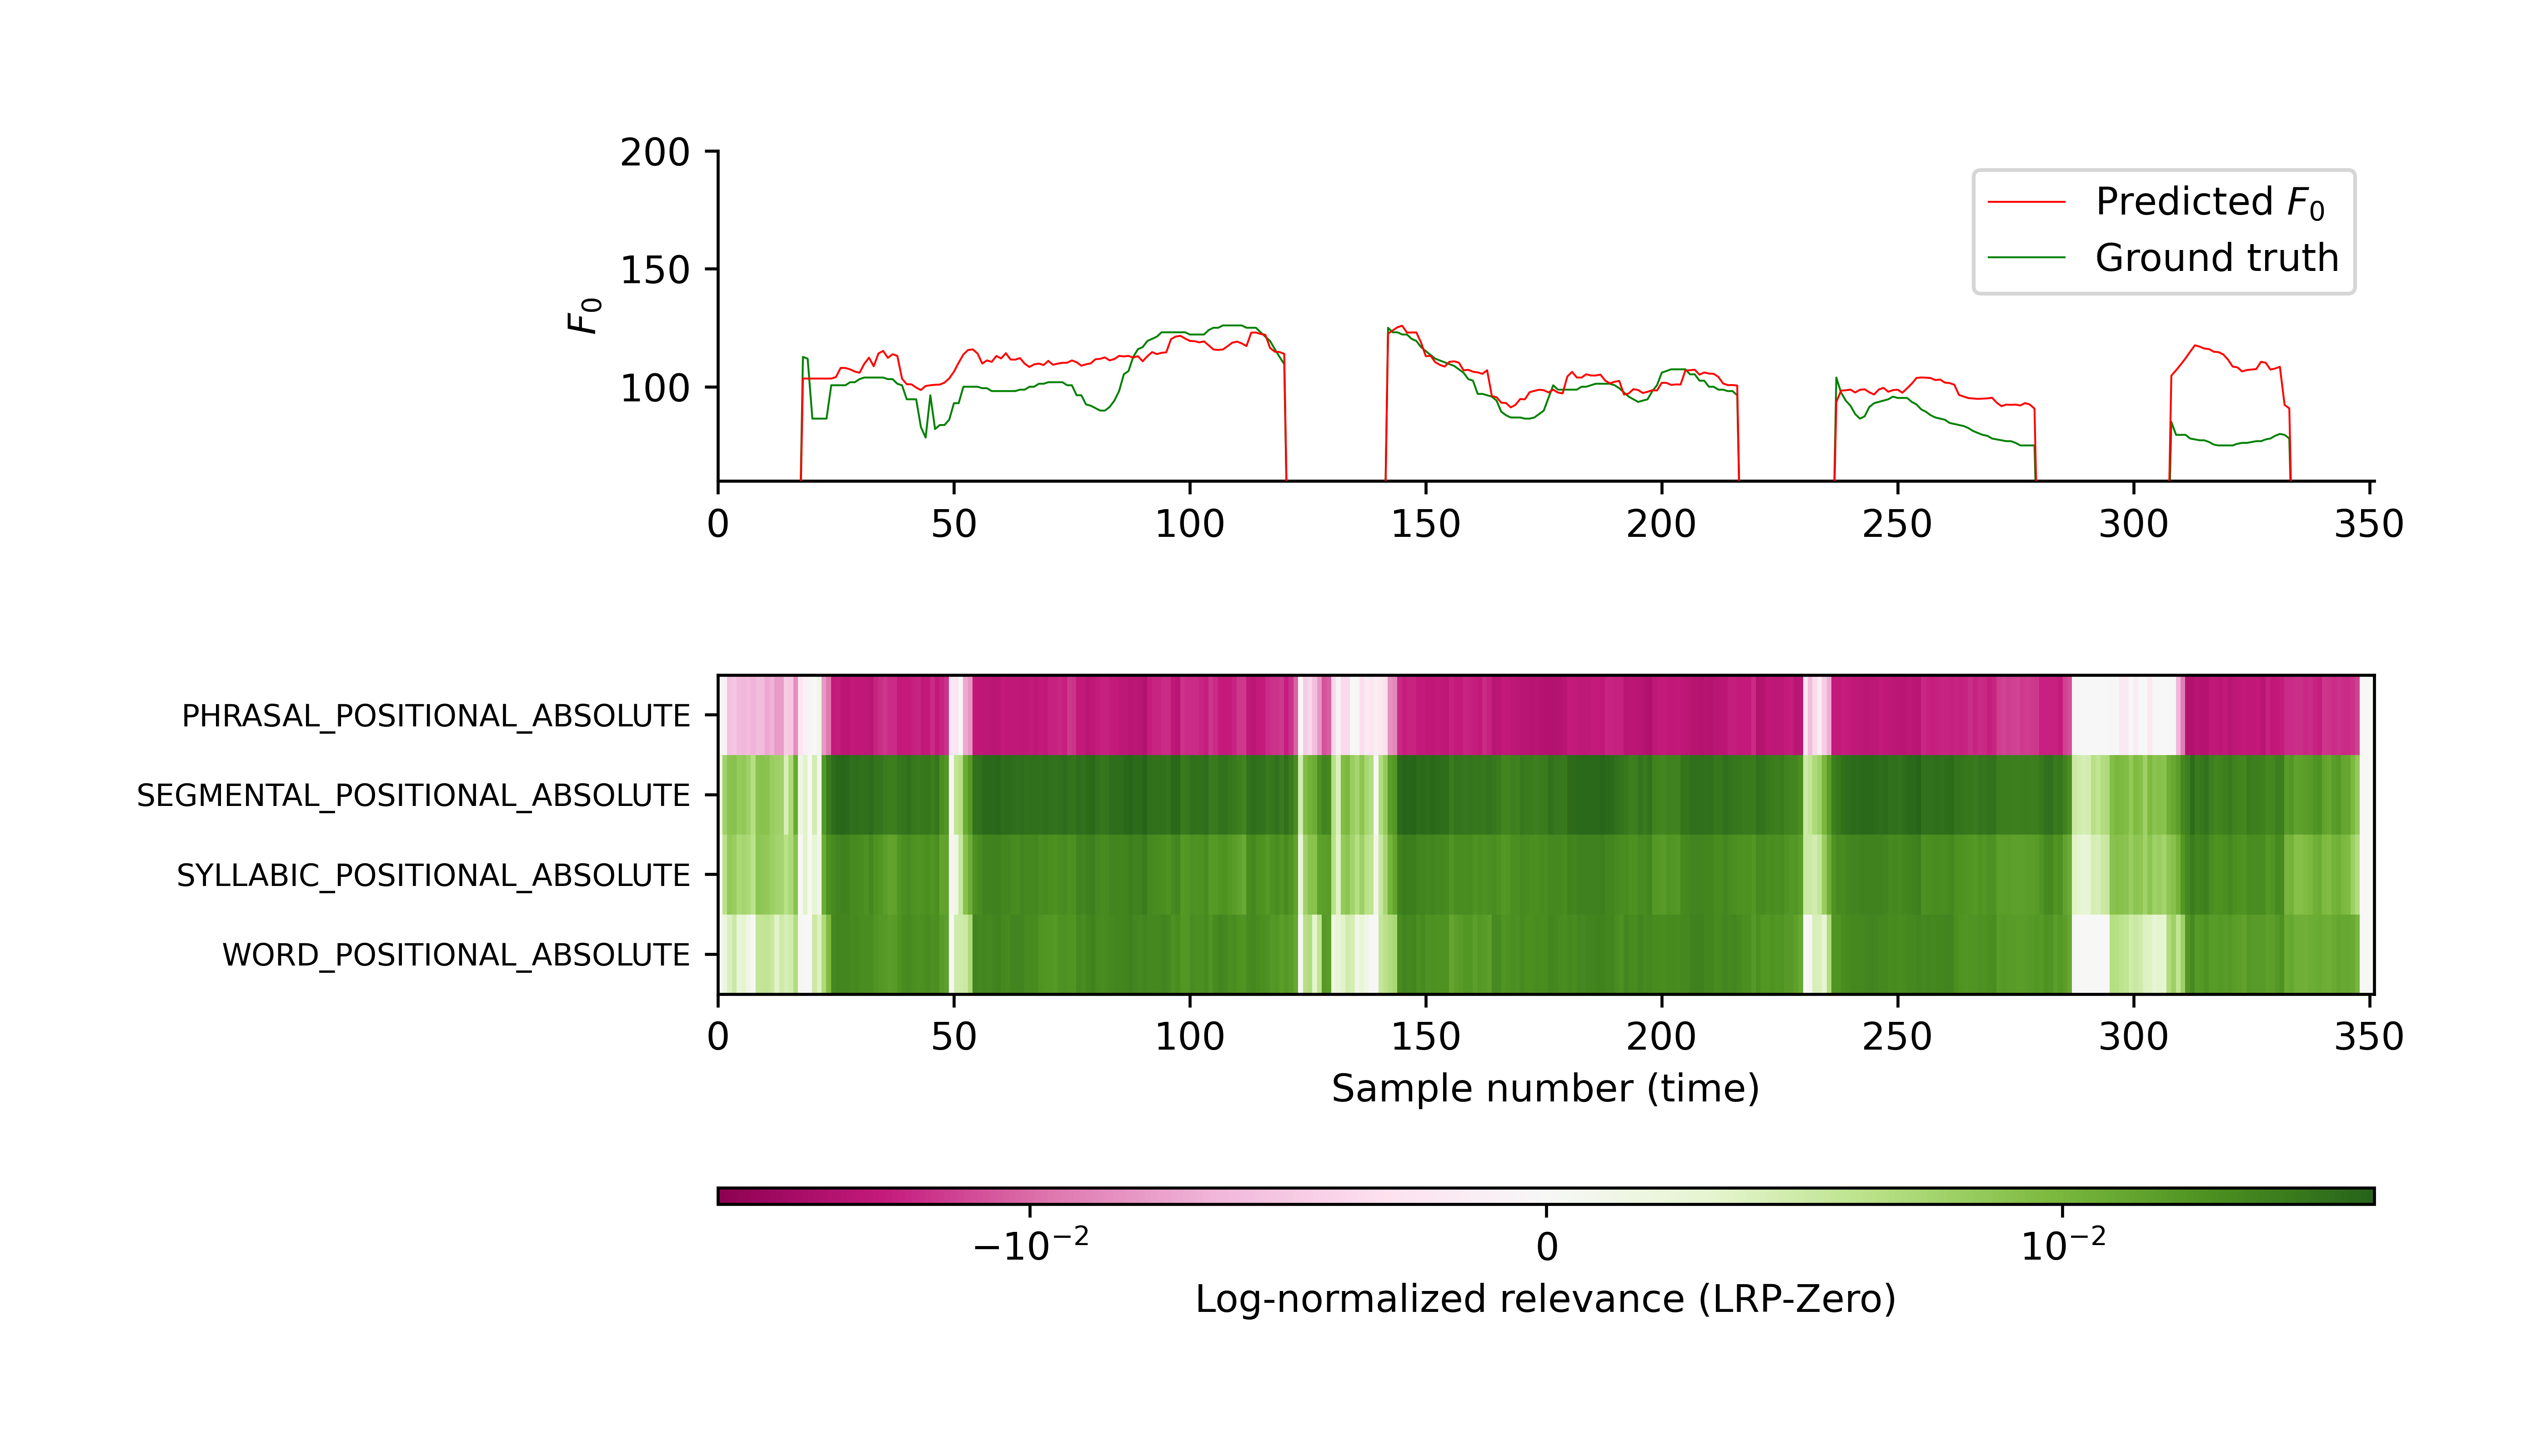 200
150
100
F₀
Predicted F₀
Ground truth
0 50 100 150 200 250 300 350
PHRASAL_POSITIONAL_ABSOLUTE
SEGMENTAL_POSITIONAL_ABSOLUTE
SYLLABIC_POSITIONAL_ABSOLUTE
WORD_POSITIONAL_ABSOLUTE
0 50 100 150 200 250 300 350
Sample number (time)
−10⁻² 0 10⁻²
Log-normalized relevance (LRP-Zero)